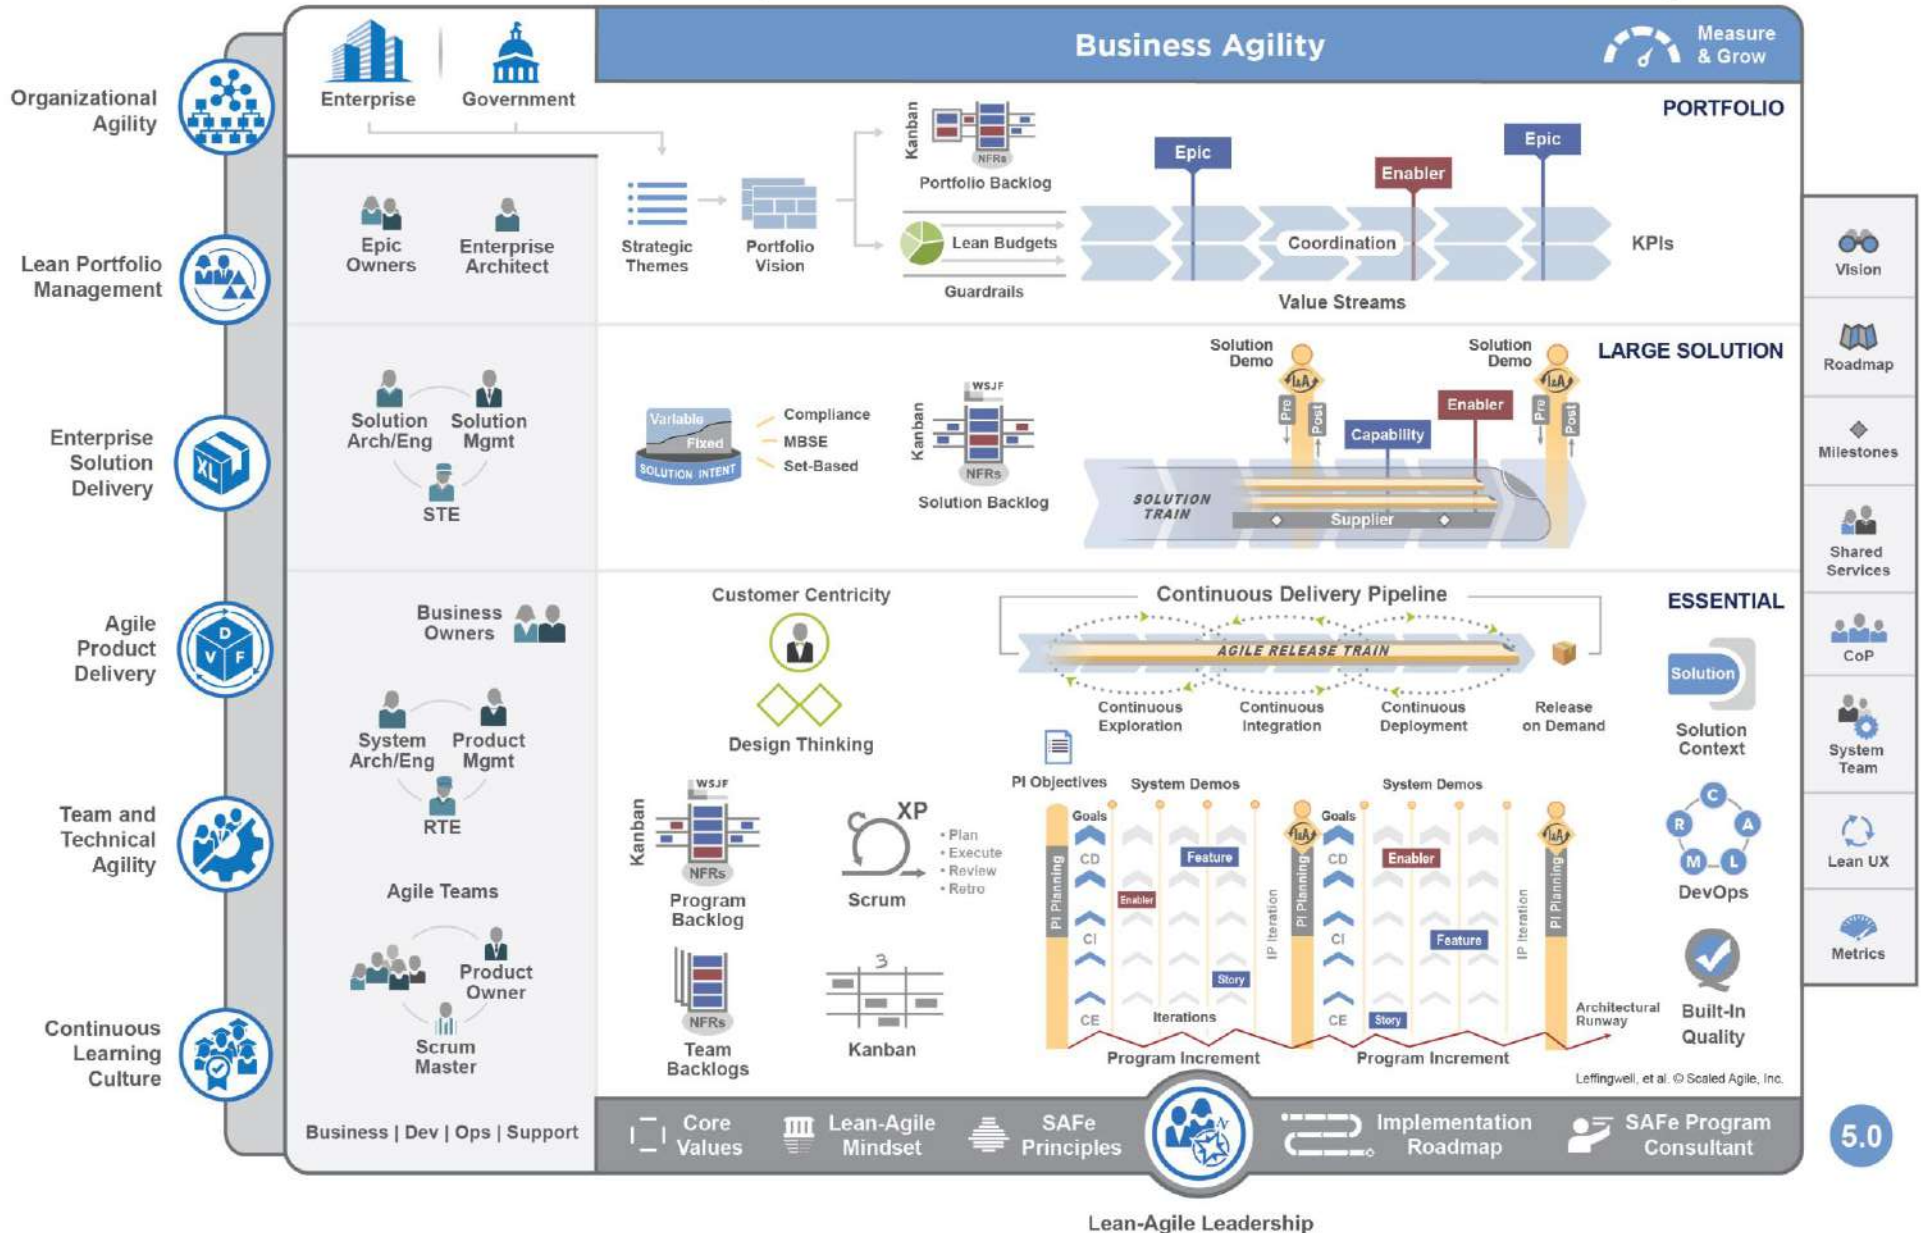 Organizational
Agility
Lean Portfolio
Management
Enterprise
Solution
Delivery
XL
Agile
Product
Delivery
D
V F
Team and
Technical
Agility
Continuous
Learning
Culture
Enterprise
Government
Business Agility
Measure
& Grow
PORTFOLIO
Epic
Owners
Enterprise
Architect
Strategic
Themes
Portfolio
Vision
Kanban
NFRs
Portfolio Backlog
Lean Budgets
Guardrails
Epic
Enabler
Epic
Coordination
KPIs
Value Streams
LARGE SOLUTION
Solution
Arch/Eng
Solution
Mgmt
STE
Variable
Fixed
SOLUTION INTENT
Compliance
MBSE
Set-Based
Kanban
WSJF
NFRs
Solution Backlog
Solution
Demo
I&A
Pre
Post
Capability
Enabler
Solution
Demo
I&A
Pre
Post
SOLUTION
TRAIN
Supplier
ESSENTIAL
Business
Owners
System
Arch/Eng
Product
Mgmt
RTE
Agile Teams
Product
Owner
Scrum
Master
Business | Dev | Ops | Support
Customer Centricity
Design Thinking
Kanban
WSJF
NFRs
Program
Backlog
XP
• Plan
• Execute
• Review
• Retro
Scrum
NFRs
Team
Backlogs
3
Kanban
Continuous Delivery Pipeline
AGILE RELEASE TRAIN
Continuous
Exploration
Continuous
Integration
Continuous
Deployment
Release
on Demand
PI Objectives
System Demos
System Demos
PI Planning
Goals
CD
CI
CE
Enabler
Feature
Story
Iterations
IP Iteration
Program Increment
I&A
PI Planning
Goals
CD
CI
CE
Enabler
Feature
Story
IP Iteration
Program Increment
I&A
PI Planning
Architectural
Runway
Solution
Solution
Context
C
A
L
M
R
DevOps
Built-In
Quality
Leffingwell, et al. © Scaled Agile, Inc.
Vision
Roadmap
Milestones
Shared
Services
CoP
System
Team
Lean UX
Metrics
Core
Values
Lean-Agile
Mindset
SAFe
Principles
N
Implementation
Roadmap
SAFe Program
Consultant
5.0
Lean-Agile Leadership